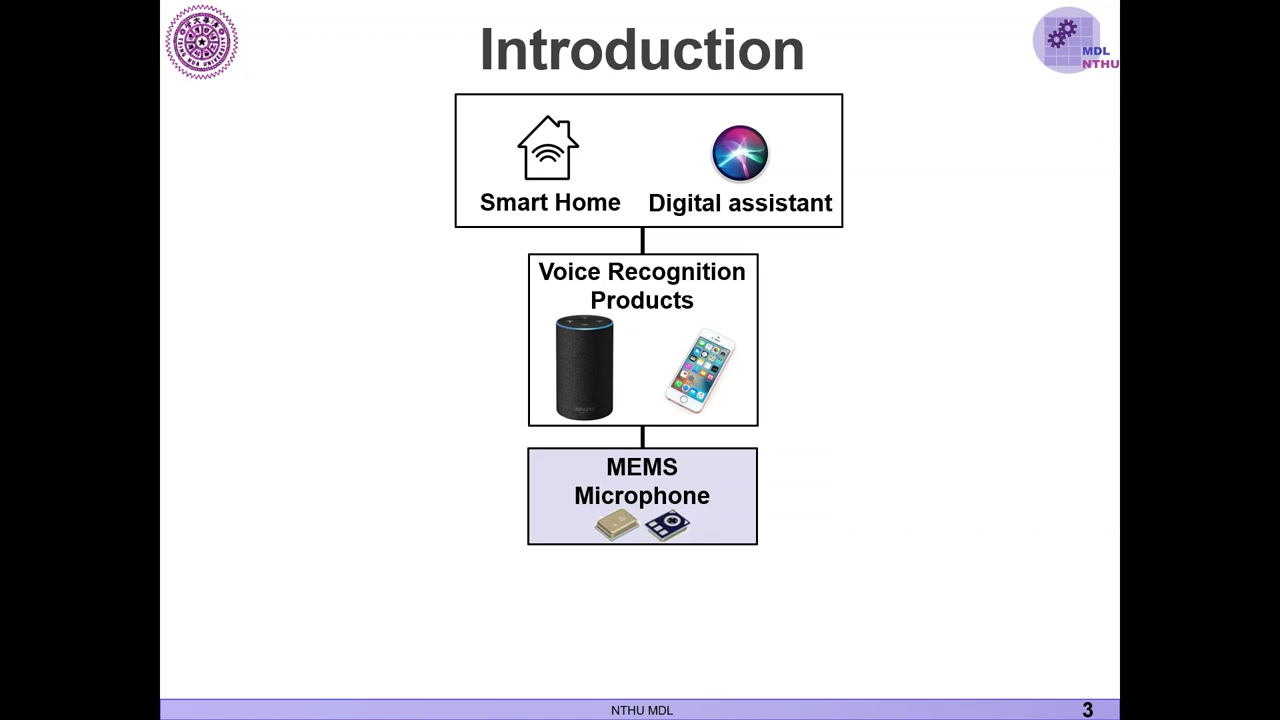 Introduction
MDL
NTHU
Smart Home
Digital assistant
Voice Recognition
Products
MEMS
Microphone
NTHU MDL
3